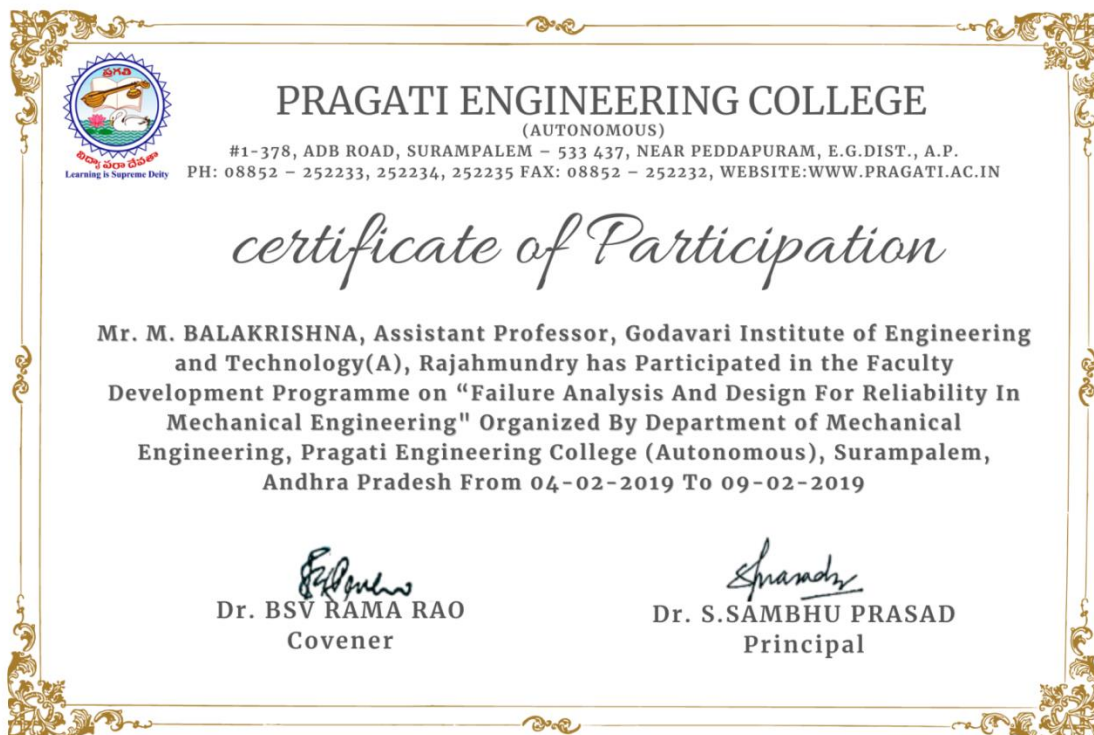 ప్రగతి
విద్యా పరా దేవతా
Learning is Supreme Deity
PRAGATI ENGINEERING COLLEGE
(AUTONOMOUS)
#1-378, ADB ROAD, SURAMPALEM – 533 437, NEAR PEDDAPURAM, E.G.DIST., A.P.
PH: 08852 – 252233, 252234, 252235 FAX: 08852 – 252232, WEBSITE:WWW.PRAGATI.AC.IN
certificate of Participation
Mr. M. BALAKRISHNA, Assistant Professor, Godavari Institute of Engineering
and Technology(A), Rajahmundry has Participated in the Faculty
Development Programme on “Failure Analysis And Design For Reliability In
Mechanical Engineering" Organized By Department of Mechanical
Engineering, Pragati Engineering College (Autonomous), Surampalem,
Andhra Pradesh From 04-02-2019 To 09-02-2019
Dr. BSV RAMA RAO
Covener
Dr. S.SAMBHU PRASAD
Principal